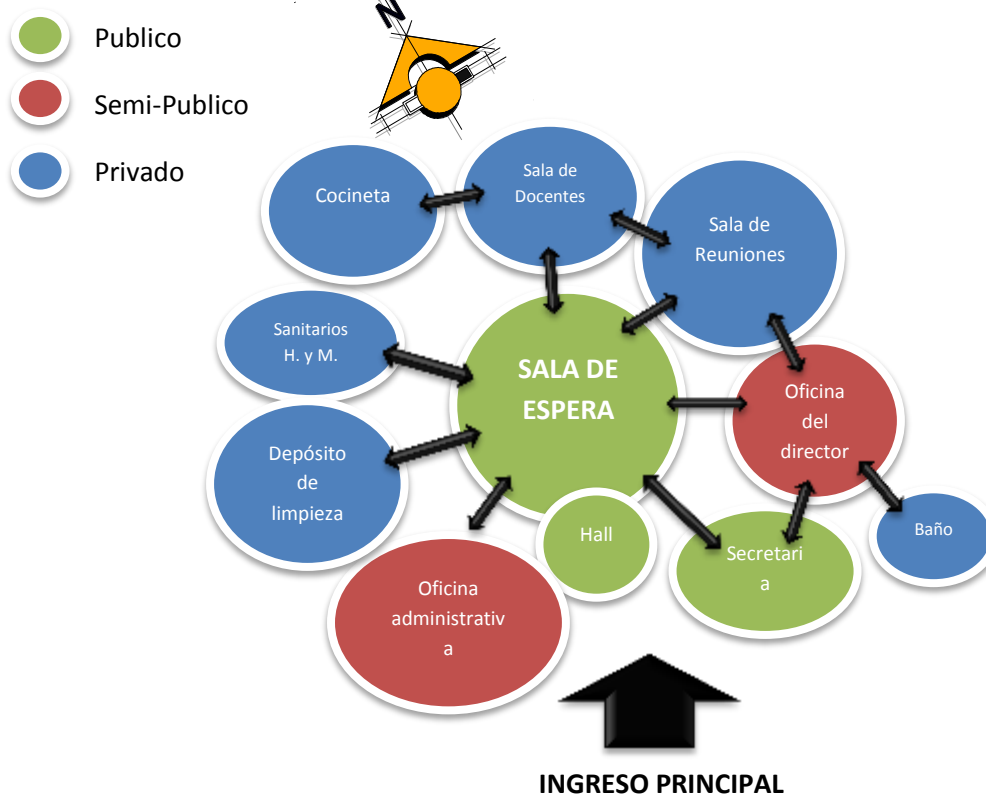 N
Publico
Semi-Publico
Privado
Cocineta
Sala de
Docentes
Sala de
Reuniones
Sanitarios
H. y M.
SALA DE
ESPERA
Oficina
del
director
Depósito
de
limpieza
Hall
Secretari
a
Baño
Oficina
administrativ
a
INGRESO PRINCIPAL